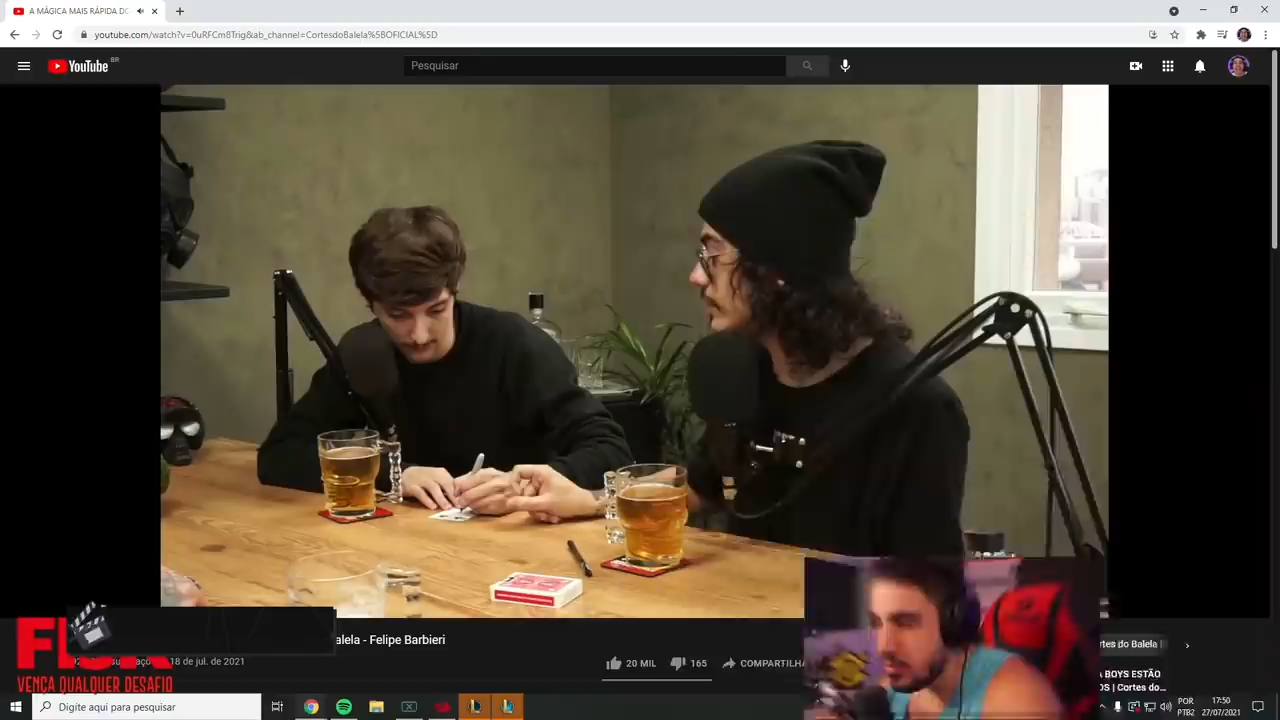 A MÁGICA MAIS RÁPIDA DO
youtube.com/watch?v=0uRFCm8Trig&ab_channel=CortesdoBalela%5BOFICIAL%5D
YouTube BR
Pesquisar
alela - Felipe Barbieri
18 de jul. de 2021
20 MIL
165
COMPARTILHA
rtes do Balela
A BOYS ESTÃO
OS | Cortes do...
VENÇA QUALQUER DESAFIO
Digite aqui para pesquisar
POR
PTB2
17:50
27/07/2021